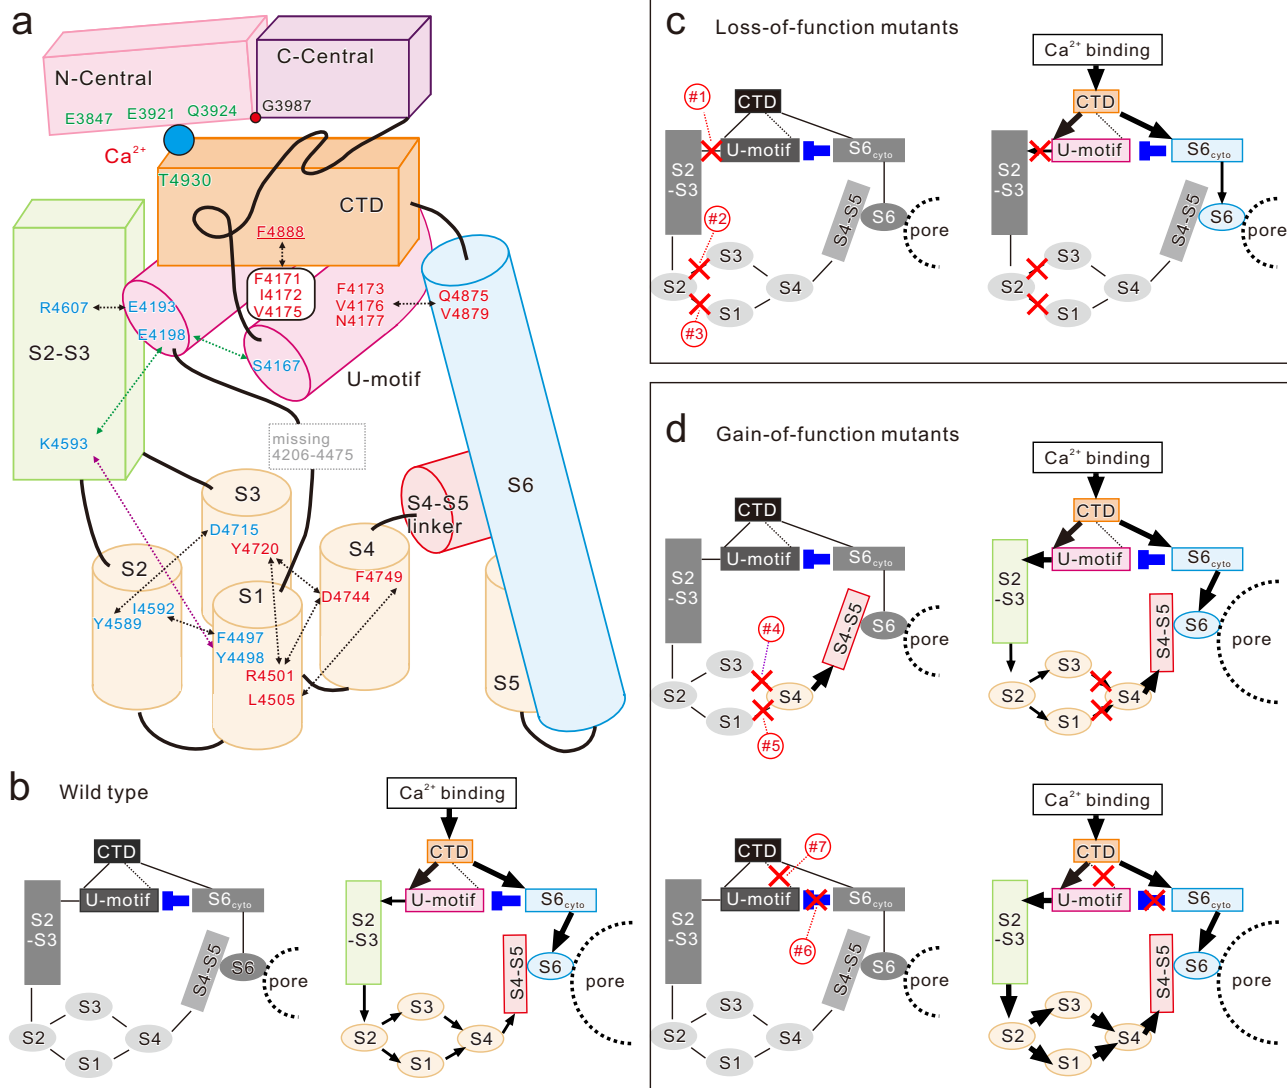 a
N-Central
C-Central
E3847
E3921
Q3924
G3987
Ca²⁺
T4930
CTD
F4888
F4171
I4172
V4175
F4173
V4176
N4177
Q4875
V4879
R4607
E4193
E4198
S4167
S2-S3
U-motif
K4593
missing
4206-4475
S3
S4-S5
linker
S6
D4715
Y4720
S4
S2
F4749
S1
D4744
I4592
Y4589
F4497
Y4498
R4501
L4505
S5
b
Wild type
CTD
U-motif
S6cyto
S2
-S3
S4-S5
S6
pore
S3
S2
S4
S1
Ca²⁺ binding
CTD
U-motif
S6cyto
S2
-S3
S4-S5
S6
pore
S3
S2
S4
S1
c
Loss-of-function mutants
#1
CTD
U-motif
S6cyto
S2
-S3
#2
S4-S5
S6
pore
S3
S2
S4
S1
#3
Ca²⁺ binding
CTD
U-motif
S6cyto
S2
-S3
S4-S5
S6
pore
S3
S2
S4
S1
d
Gain-of-function mutants
CTD
U-motif
S6cyto
S2
-S3
#4
S4-S5
S6
pore
S3
S2
S4
S1
#5
Ca²⁺ binding
CTD
U-motif
S6cyto
S2
-S3
S4-S5
S6
pore
S3
S2
S4
S1
CTD
#7
U-motif
S6cyto
S2
-S3
#6
S4-S5
S6
pore
S3
S2
S4
S1
Ca²⁺ binding
CTD
U-motif
S6cyto
S2
-S3
S4-S5
S6
pore
S3
S2
S4
S1